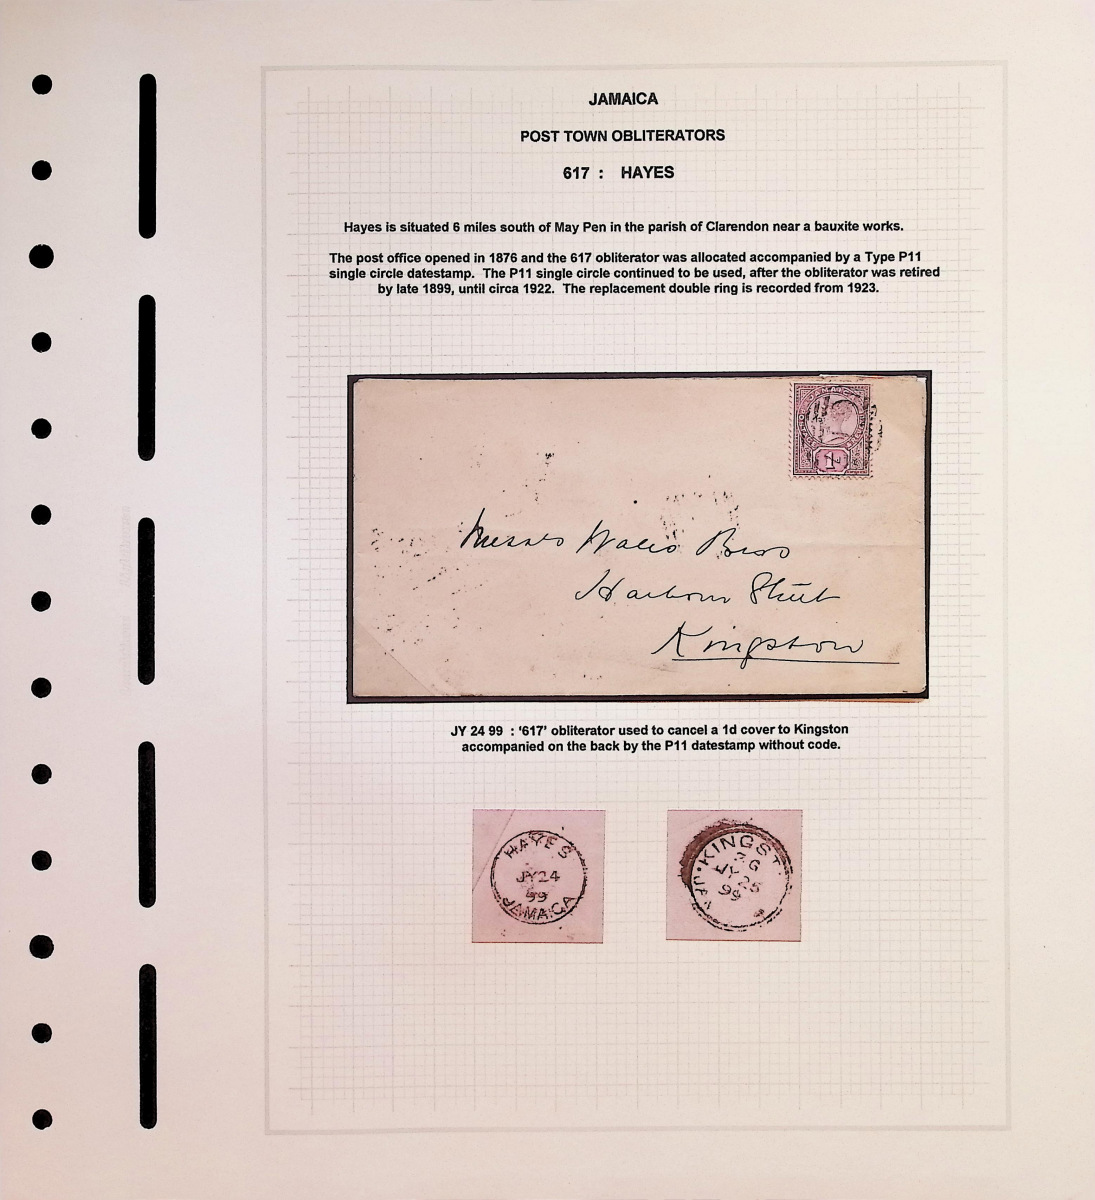 JAMAICA
POST TOWN OBLITERATORS
617 : HAYES
Hayes is situated 6 miles south of May Pen in the parish of Clarendon near a bauxite works.
The post office opened in 1876 and the 617 obliterator was allocated accompanied by a Type P11
single circle datestamp. The P11 single circle continued to be used, after the obliterator was retired
by late 1899, until circa 1922. The replacement double ring is recorded from 1923.
1d
Messrs Bros
Harbour Street
Kingston
JY 24 99 : ‘617’ obliterator used to cancel a 1d cover to Kingston
accompanied on the back by the P11 datestamp without code.
HAYES
JY24
99
JAMAICA
KINGST
JY 25
99
JA